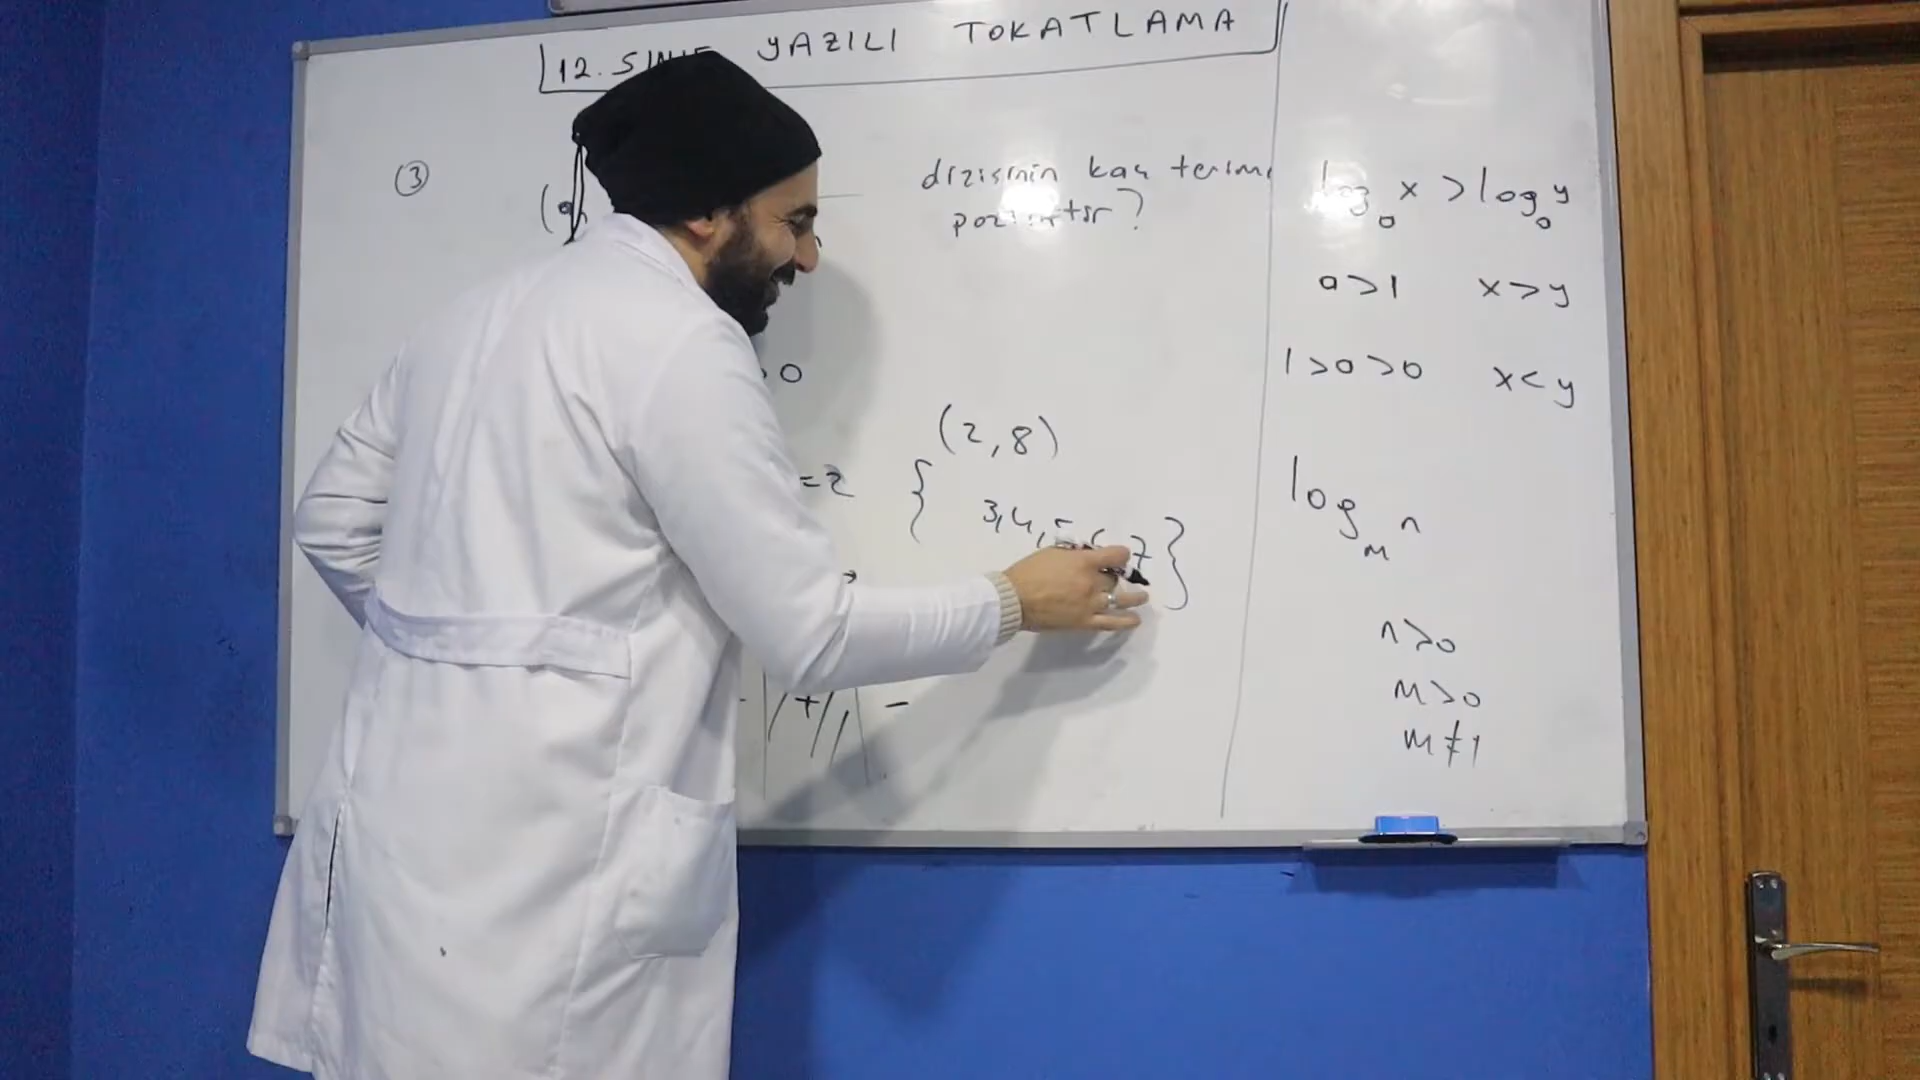 12. SINIF YAZILI TOKATLAMA
3
dizisinin kaç terimi
pozitiftir?
> 0
= 2
(2, 8)
{ 3, 4, 5, 6, 7 }
- + -
log_a x > log_a y
a > 1 x > y
1 > a > 0 x < y
log_m n
n > 0
m > 0
m ≠ 1